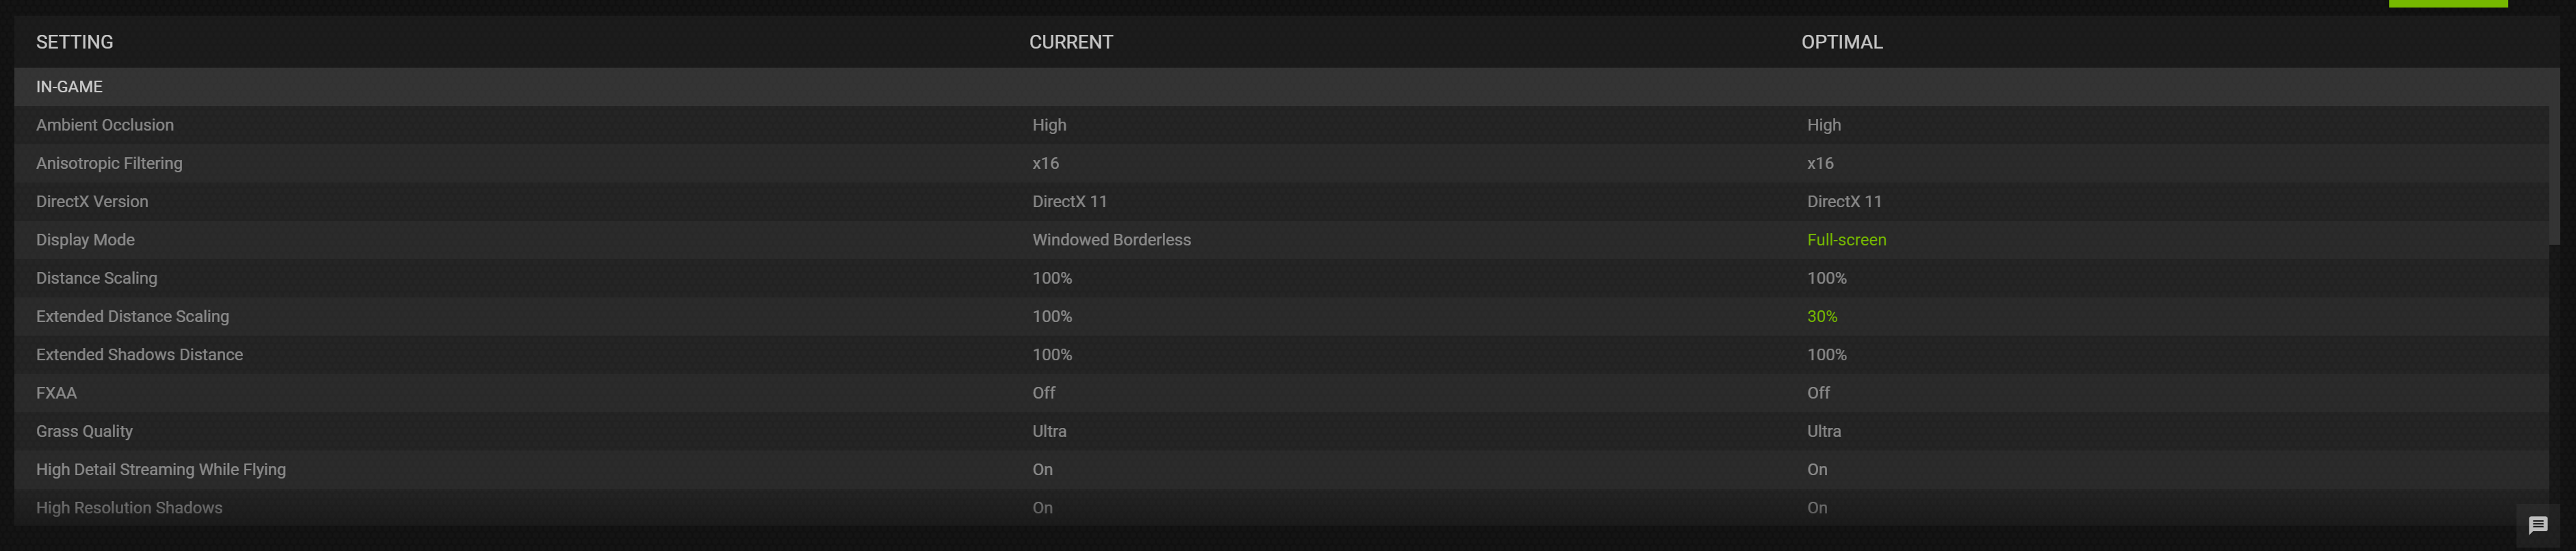 SETTING CURRENT OPTIMAL
IN-GAME
Ambient Occlusion High High
Anisotropic Filtering x16 x16
DirectX Version DirectX 11 DirectX 11
Display Mode Windowed Borderless Full-screen
Distance Scaling 100% 100%
Extended Distance Scaling 100% 30%
Extended Shadows Distance 100% 100%
FXAA Off Off
Grass Quality Ultra Ultra
High Detail Streaming While Flying On On
High Resolution Shadows On On